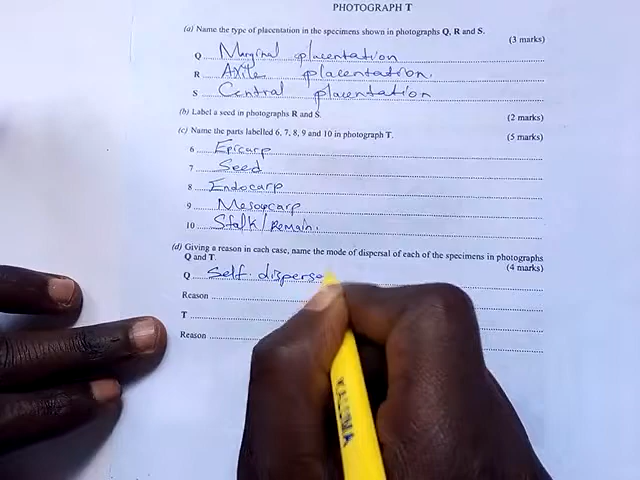 PHOTOGRAPH T
(a) Name the type of placentation in the specimens shown in photographs Q, R and S.
(3 marks)
Q Marginal placentation
R Axile placentation.
S Central placentation
(b) Label a seed in photographs R and S.
(2 marks)
(c) Name the parts labelled 6, 7, 8, 9 and 10 in photograph T.
(5 marks)
6 Epicarp
7 Seed
8 Endocarp
9 Mesocarp
10 Stalk/Remain.
(d) Giving a reason in each case, name the mode of dispersal of each of the specimens in photographs
Q and T.
(4 marks)
Q Self disperse
Reason
T
Reason